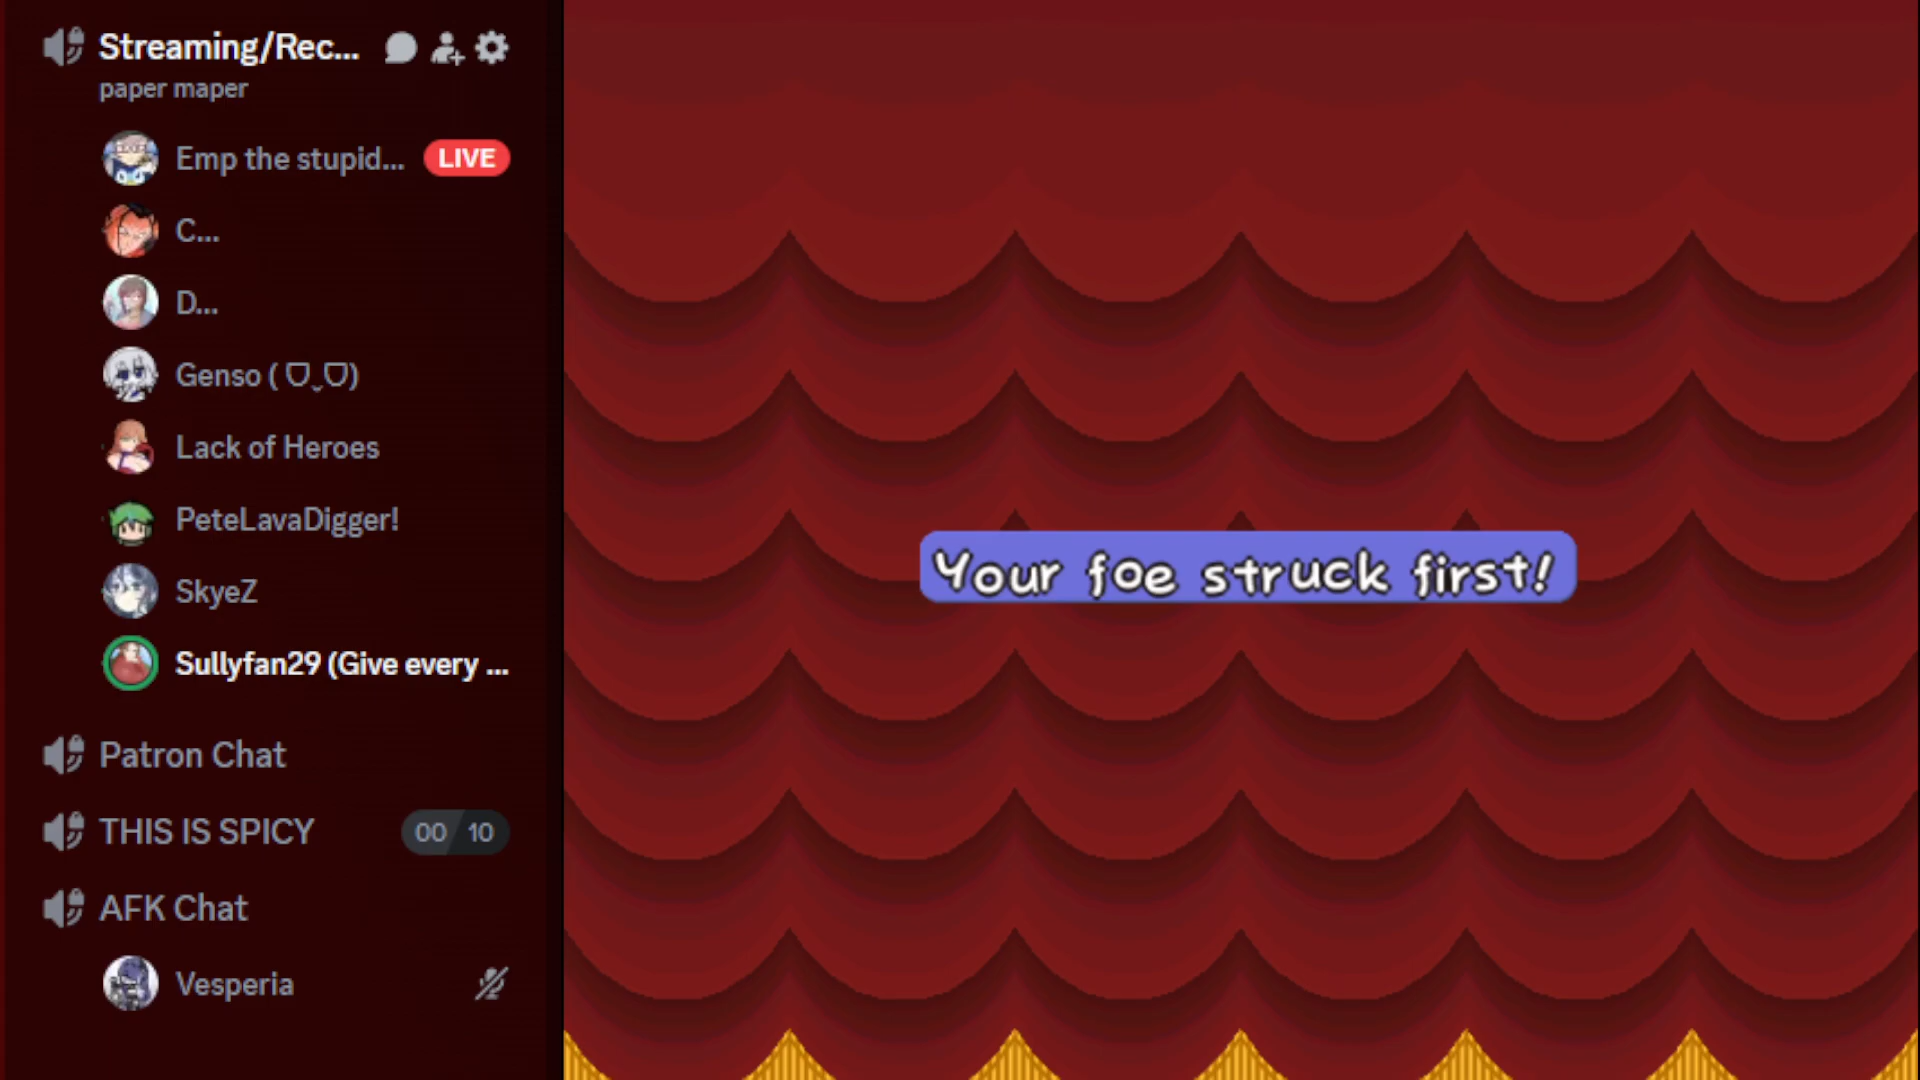 Streaming/Rec...
paper maper
Emp the stupid...
LIVE
C...
D...
Genso ( ᗜ‿ᗜ)
Lack of Heroes
PeteLavaDigger!
SkyeZ
Sullyfan29 (Give every ...
Patron Chat
THIS IS SPICY
00 10
AFK Chat
Vesperia
Your foe struck first!